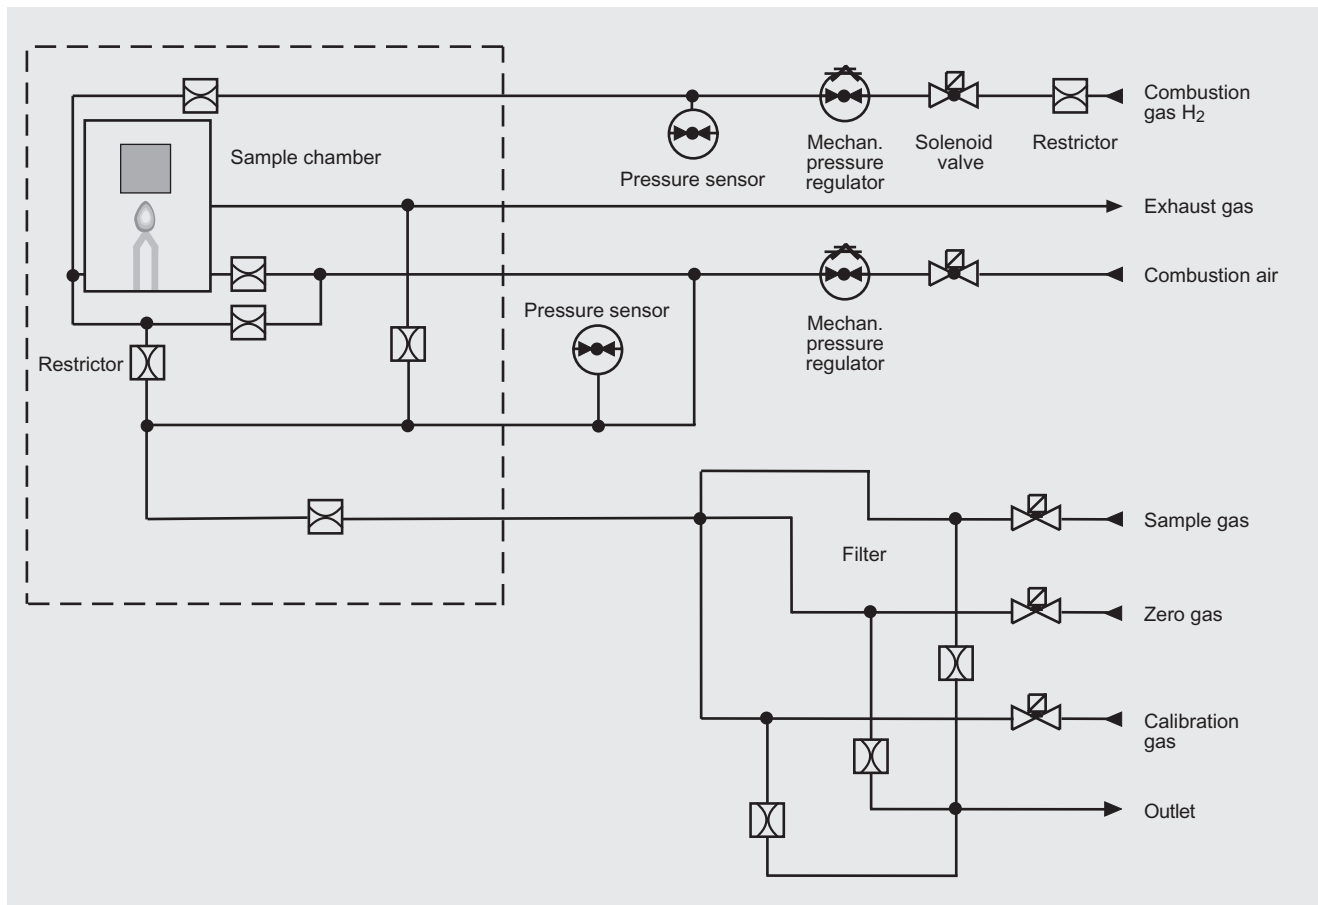 Combustion
gas H2
Mechan.
pressure
regulator
Solenoid
valve
Restrictor
Sample chamber
Pressure sensor
Exhaust gas
Combustion air
Pressure sensor
Mechan.
pressure
regulator
Restrictor
Sample gas
Filter
Zero gas
Calibration
gas
Outlet